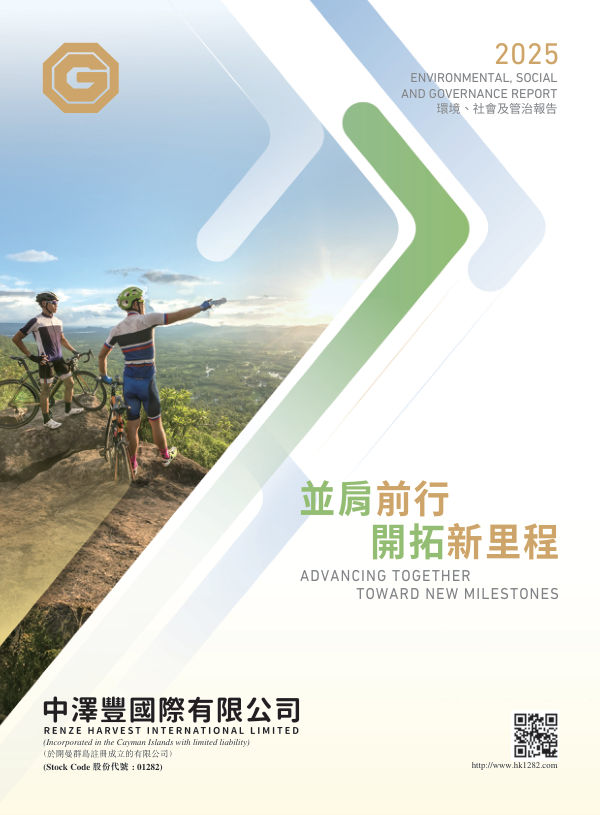 G
2025
ENVIRONMENTAL, SOCIAL
AND GOVERNANCE REPORT
環境、社會及管治報告
並肩前行
開拓新里程
ADVANCING TOGETHER
TOWARD NEW MILESTONES
中澤豐國際有限公司
RENZE HARVEST INTERNATIONAL LIMITED
(Incorporated in the Cayman Islands with limited liability)
(於開曼群島註冊成立的有限公司)
(Stock Code 股份代號 : 01282)
http://www.hk1282.com